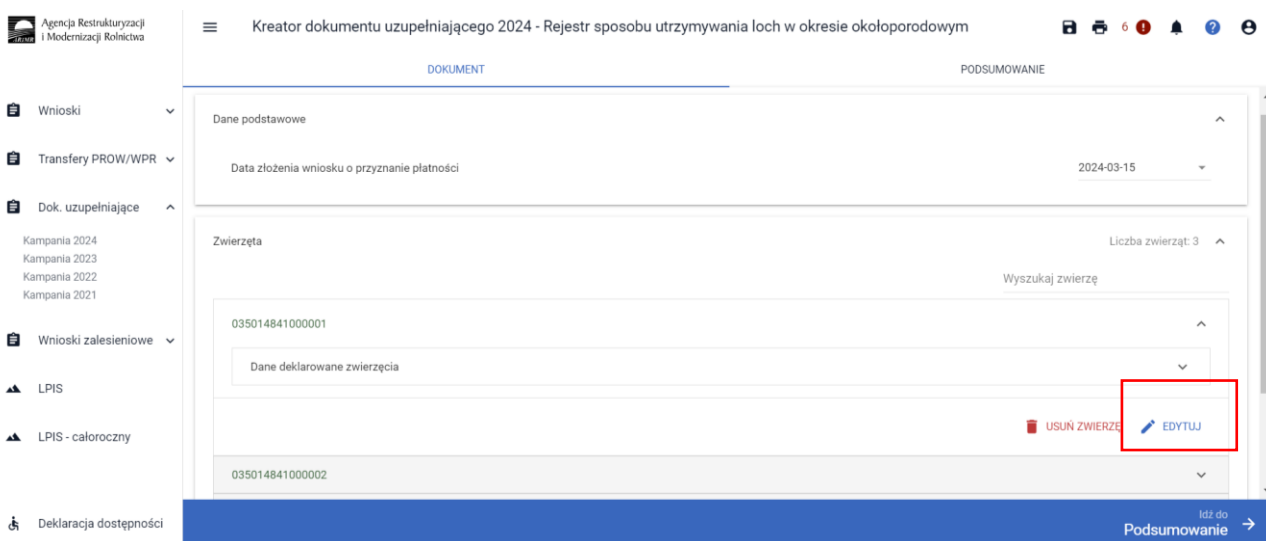 Agencja Restrukturyzacji
i Modernizacji Rolnictwa
ARiMR
Kreator dokumentu uzupełniającego 2024 - Rejestr sposobu utrzymywania loch w okresie okołoporodowym
6
DOKUMENT
PODSUMOWANIE
Wnioski
Transfery PROW/WPR
Dok. uzupełniające
Kampania 2024
Kampania 2023
Kampania 2022
Kampania 2021
Wnioski zalesieniowe
LPIS
LPIS - całoroczny
Deklaracja dostępności
Dane podstawowe
Data złożenia wniosku o przyznanie płatności
2024-03-15
Zwierzęta
Liczba zwierząt: 3
Wyszukaj zwierzę
035014841000001
Dane deklarowane zwierzęcia
USUŃ ZWIERZĘ
EDYTUJ
035014841000002
Idź do
Podsumowanie